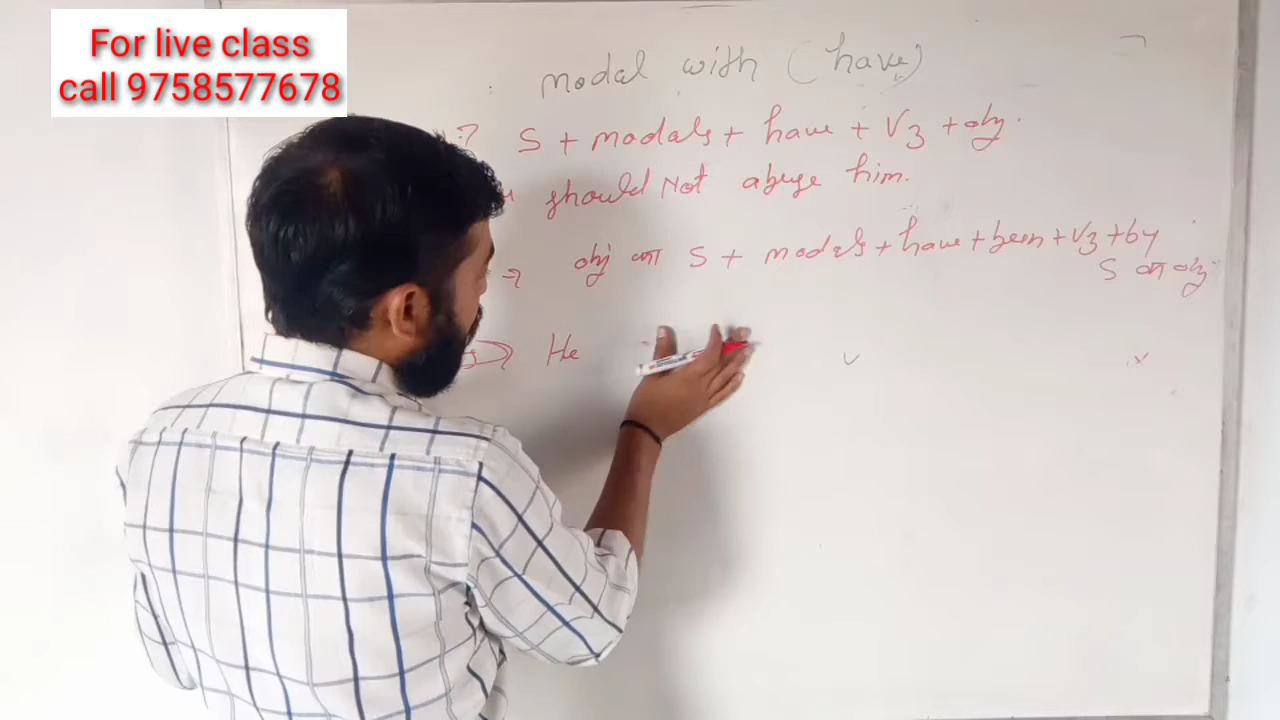 For live class
call 9758577678
modal with (have)
S + modals + have + V3 + obj.
should Not abuse him.
⇒ obj का S + modals + have + been + V3 + by
S का obj
⇒ He